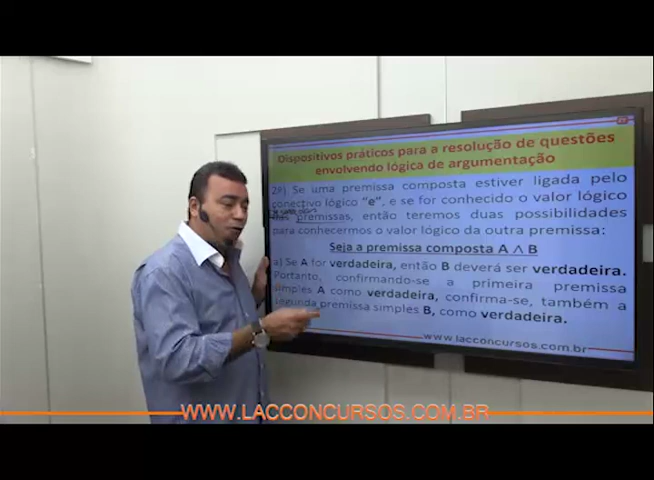 Dispositivos práticos para a resolução de questões
envolvendo lógica de argumentação
2º) Se uma premissa composta estiver ligada pelo
conectivo lógico "e", e se for conhecido o valor lógico
premissas, então teremos duas possibilidades
para conhecermos o valor lógico da outra premissa:
Seja a premissa composta A ∧ B
a) Se A for verdadeira, então B deverá ser verdadeira.
Portanto, confirmando-se a primeira premissa
simples A como verdadeira, confirma-se, também a
segunda premissa simples B, como verdadeira.
www.lacconcursos.com.br
WWW.LACCONCURSOS.COM.BR